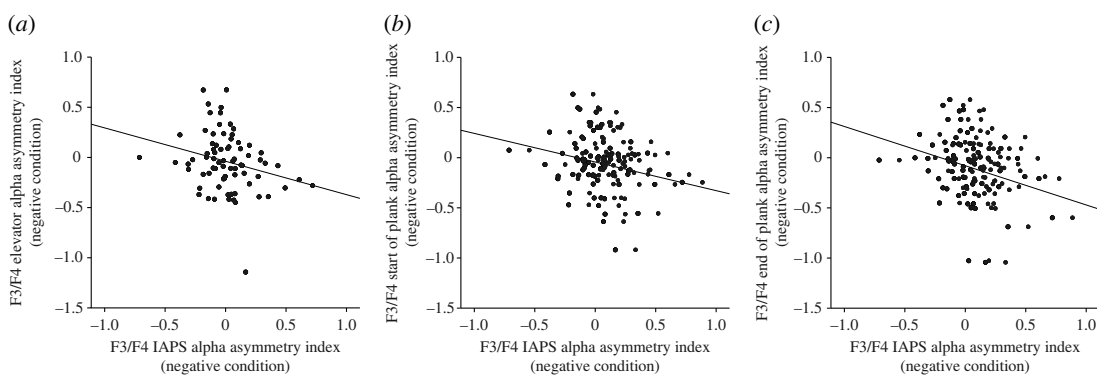 (a)
F3/F4 elevator alpha asymmetry index
(negative condition)
1.0
0.5
0
–0.5
–1.0
–1.5
–1.0
–0.5
0
0.5
1.0
F3/F4 IAPS alpha asymmetry index
(negative condition)
(b)
F3/F4 start of plank alpha asymmetry index
(negative condition)
1.0
0.5
0
–0.5
–1.0
–1.5
–1.0
–0.5
0
0.5
1.0
F3/F4 IAPS alpha asymmetry index
(negative condition)
(c)
F3/F4 end of plank alpha asymmetry index
(negative condition)
1.0
0.5
0
–0.5
–1.0
–1.5
–1.0
–0.5
0
0.5
1.0
F3/F4 IAPS alpha asymmetry index
(negative condition)